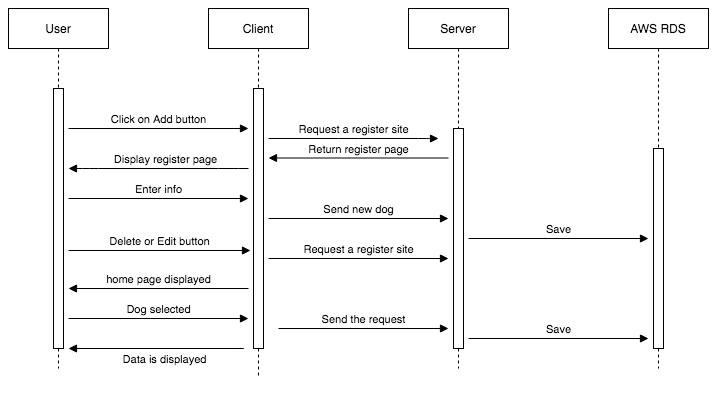 User
Client
Server
AWS RDS
Click on Add button
Request a register site
Return register page
Display register page
Enter info
Send new dog
Save
Delete or Edit button
Request a register site
home page displayed
Dog selected
Send the request
Save
Data is displayed